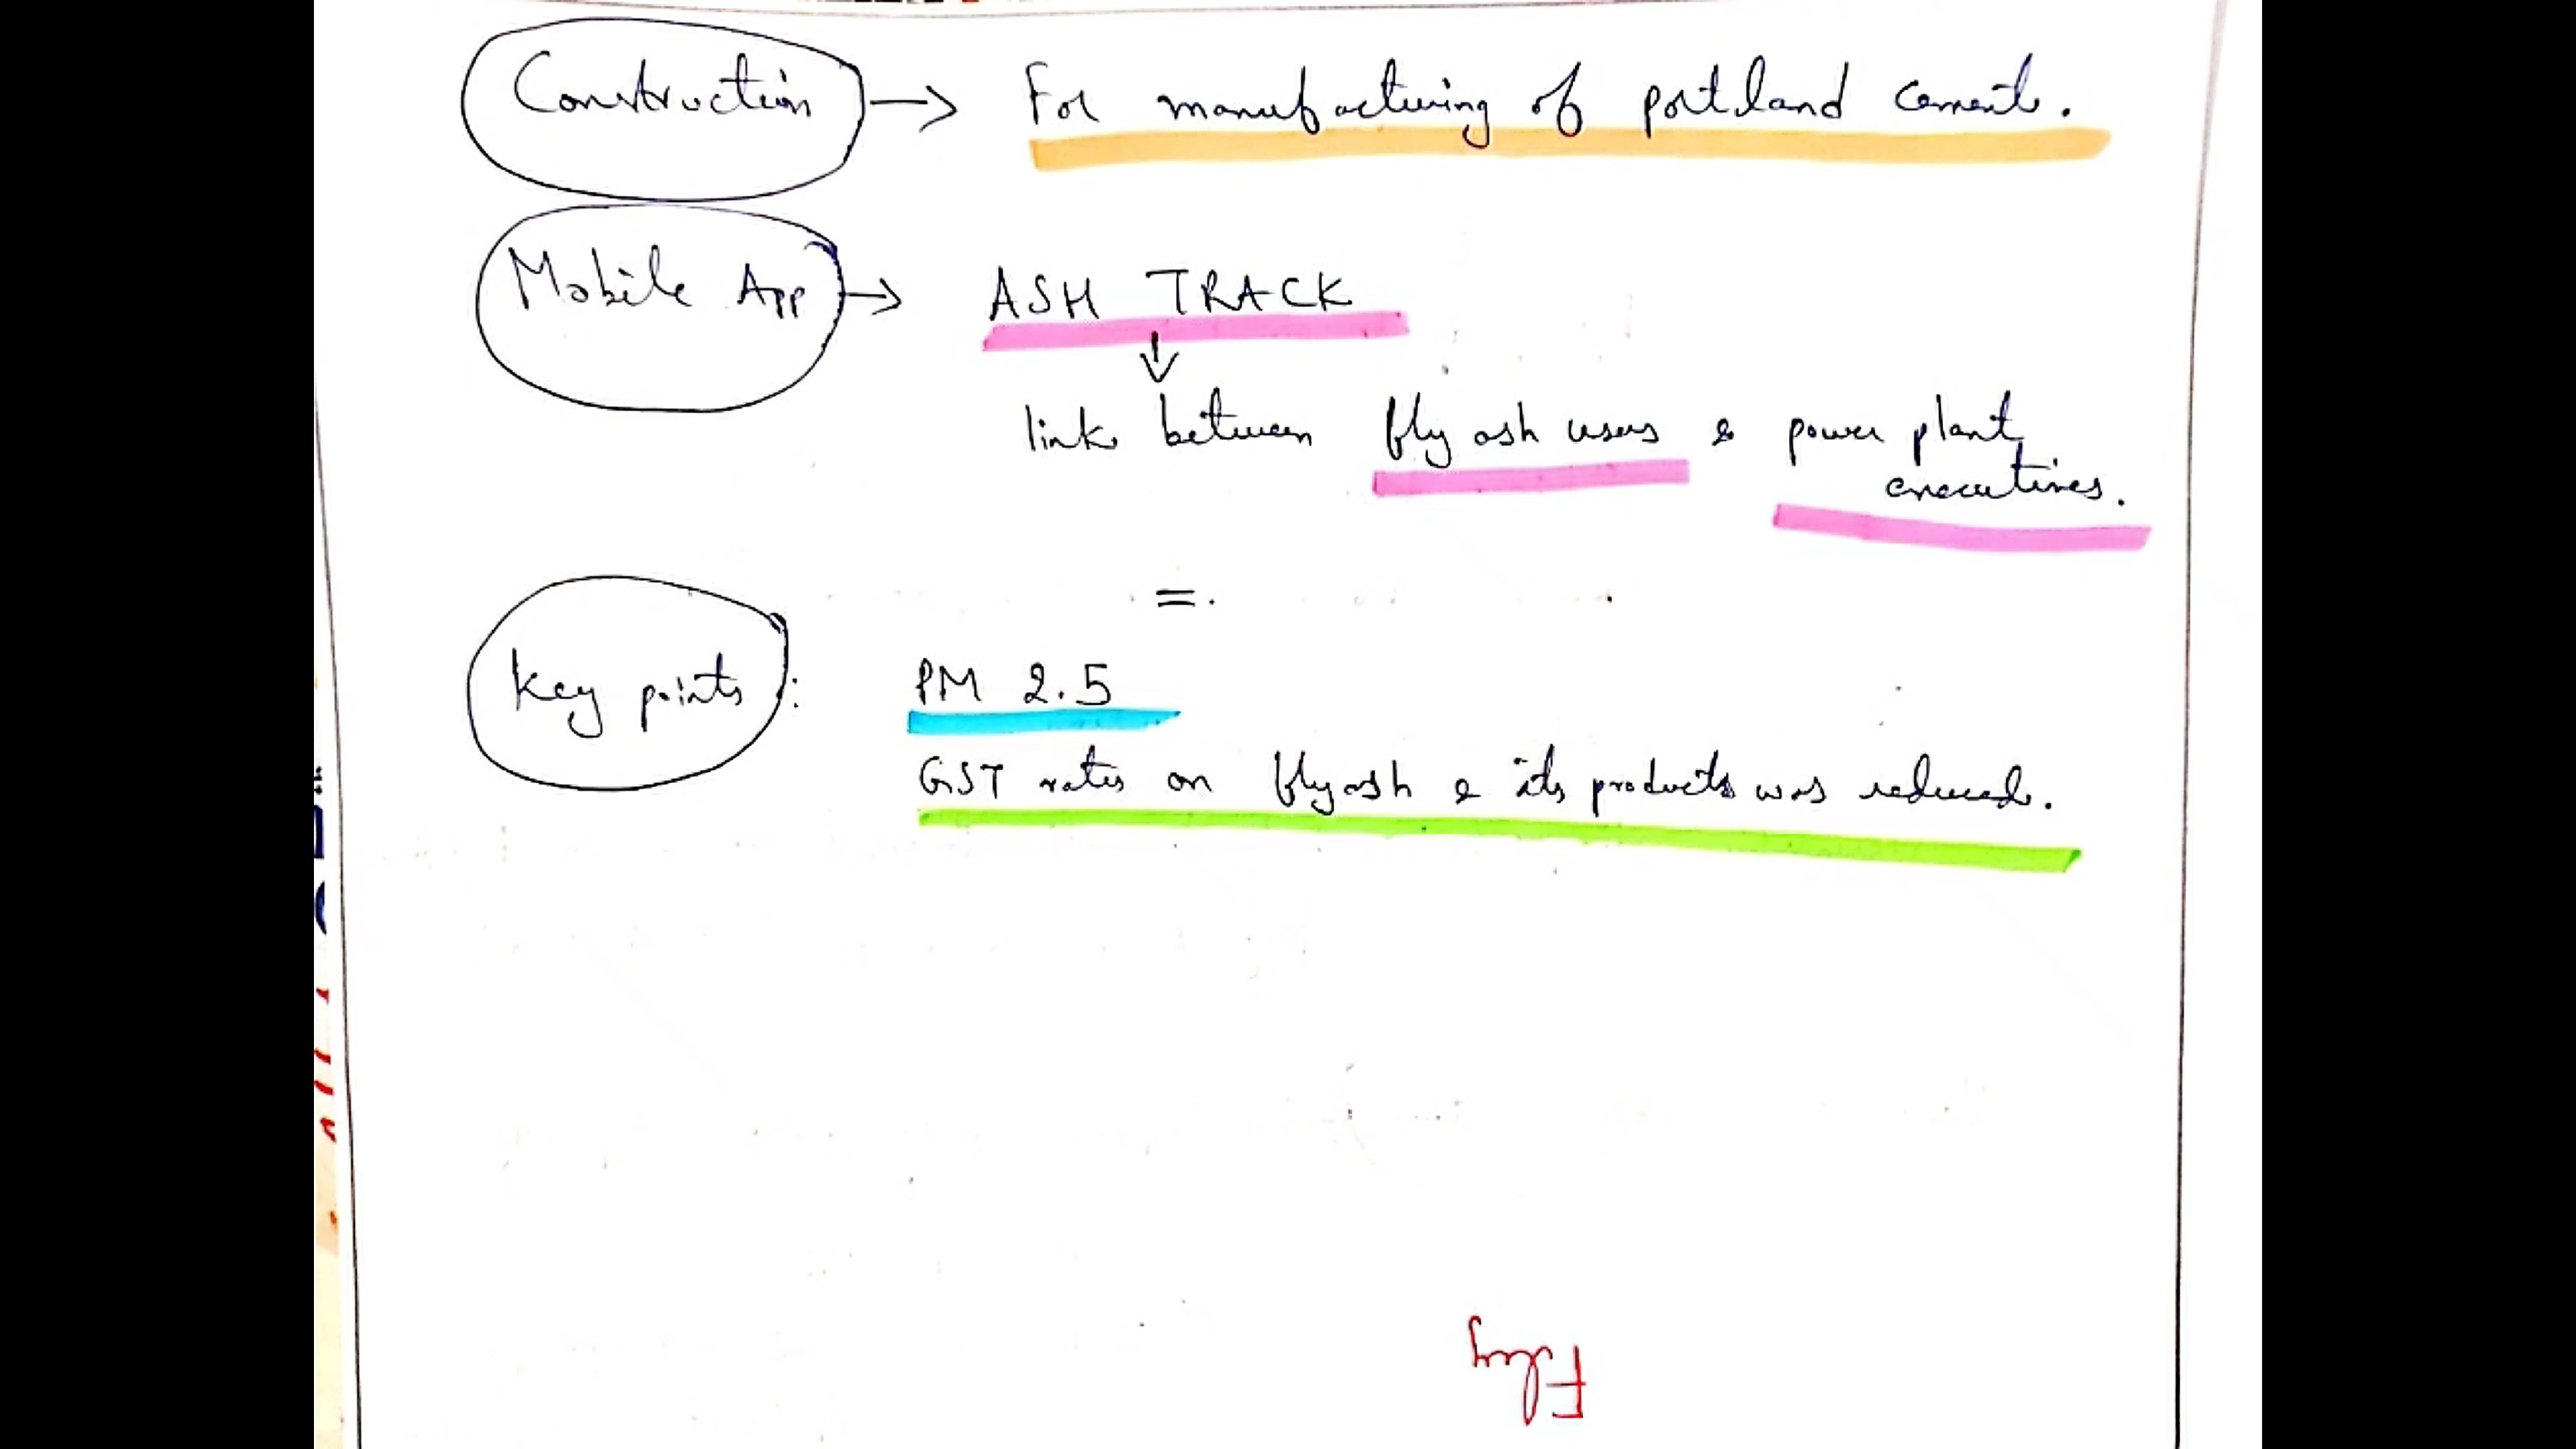 Construction → For manufacturing of portland cement.
Mobile App → ASH TRACK
↓
link between fly ash users & power plant
executives.
=.
Key points : PM 2.5
GST rates on flyash & its products was reduced.